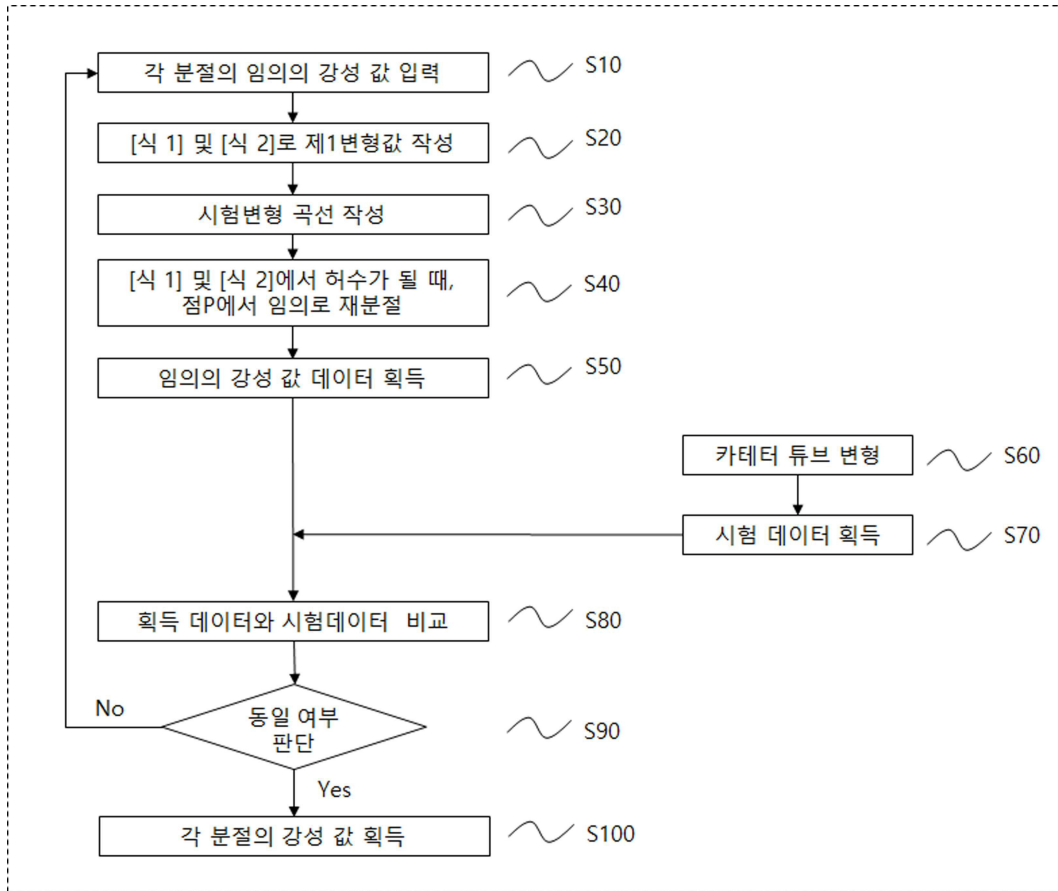 각 분절의 임의의 강성 값 입력
S10
[식 1] 및 [식 2]로 제1변형값 작성
S20
시험변형 곡선 작성
S30
[식 1] 및 [식 2]에서 허수가 될 때,
점P에서 임의로 재분절
S40
임의의 강성 값 데이터 획득
S50
카테터 튜브 변형
S60
시험 데이터 획득
S70
획득 데이터와 시험데이터 비교
S80
No
동일 여부
판단
S90
Yes
각 분절의 강성 값 획득
S100